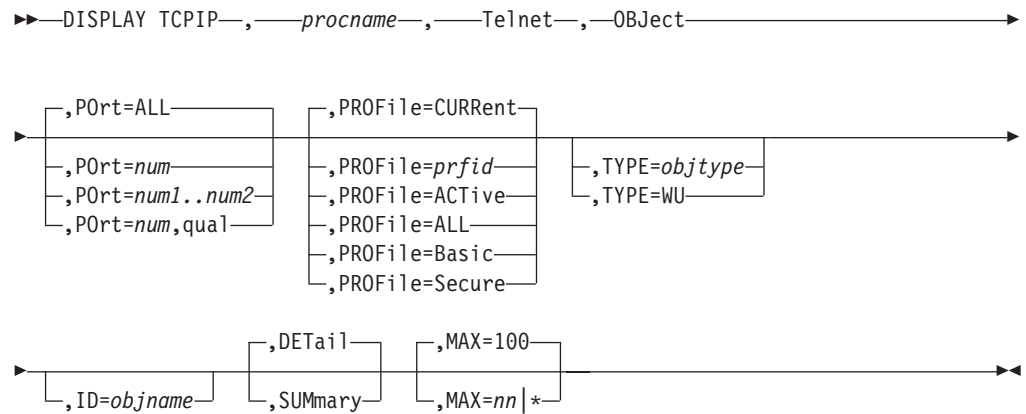 DISPLAY TCPIP , procname , Telnet , OBJect
,POrt=ALL ,PROFile=CURRent
,POrt=num ,PROFile=prfid ,TYPE=objtype
,POrt=num1..num2 ,PROFile=ACTive ,TYPE=WU
,POrt=num,qual ,PROFile=ALL
,PROFile=Basic
,PROFile=Secure
,DETail ,MAX=100
,ID=objname ,SUMmary ,MAX=nn|*